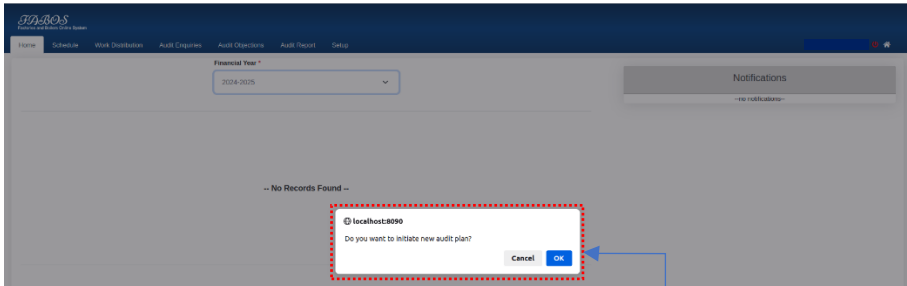 Home Schedule Work Distribution Audit Enquiries Audit Objections Audit Report Setup
Financial Year *
2024-2025
Notifications
--no notifications--
-- No Records Found --
localhost:8090
Do you want to initiate new audit plan?
Cancel OK